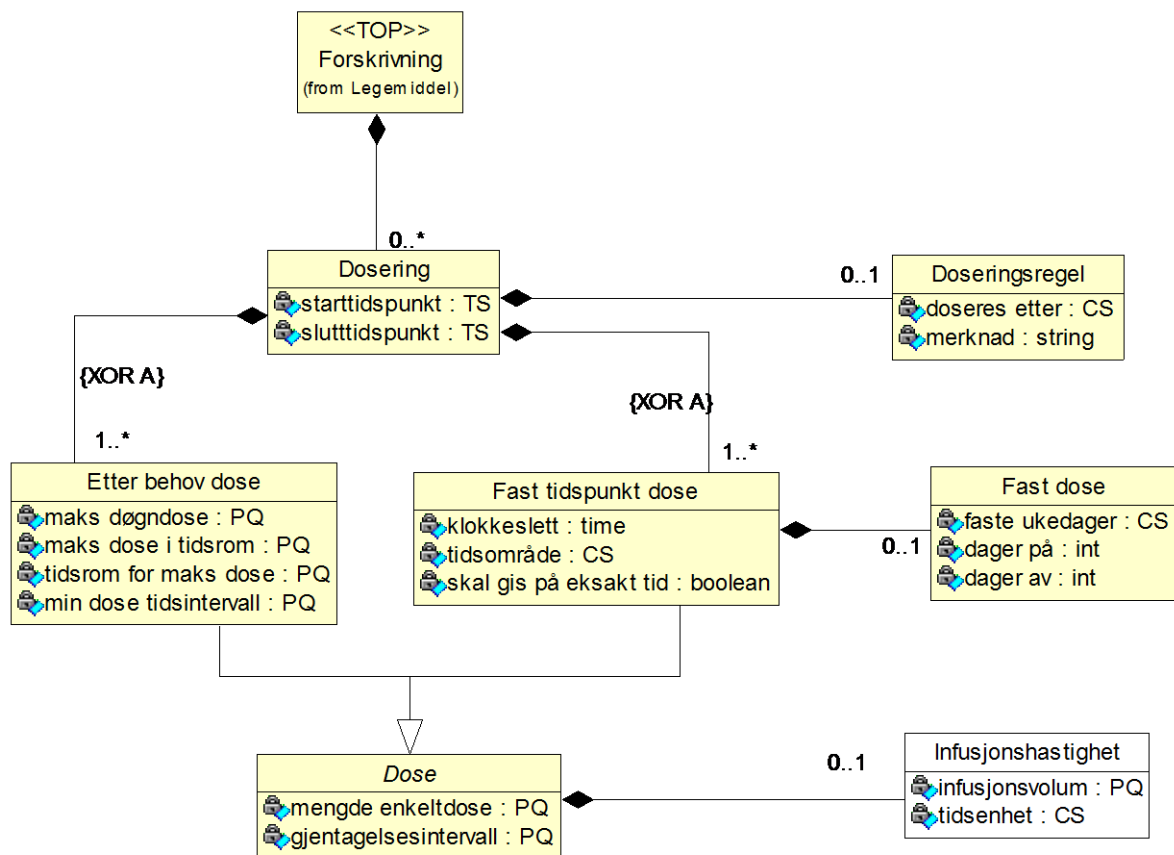 <<TOP>>
Forskrivning
(from Legemiddel)
0..*
Dosering
starttidspunkt : TS
slutttidspunkt : TS
0..1
Doseringsregel
doseres etter : CS
merknad : string
{XOR A}
{XOR A}
1..*
1..*
Etter behov dose
maks døgndose : PQ
maks dose i tidsrom : PQ
tidsrom for maks dose : PQ
min dose tidsintervall : PQ
Fast tidspunkt dose
klokkeslett : time
tidsområde : CS
skal gis på eksakt tid : boolean
0..1
Fast dose
faste ukedager : CS
dager på : int
dager av : int
Dose
mengde enkeltdose : PQ
gjentagelsesintervall : PQ
0..1
Infusjonshastighet
infusjonsvolum : PQ
tidsenhet : CS